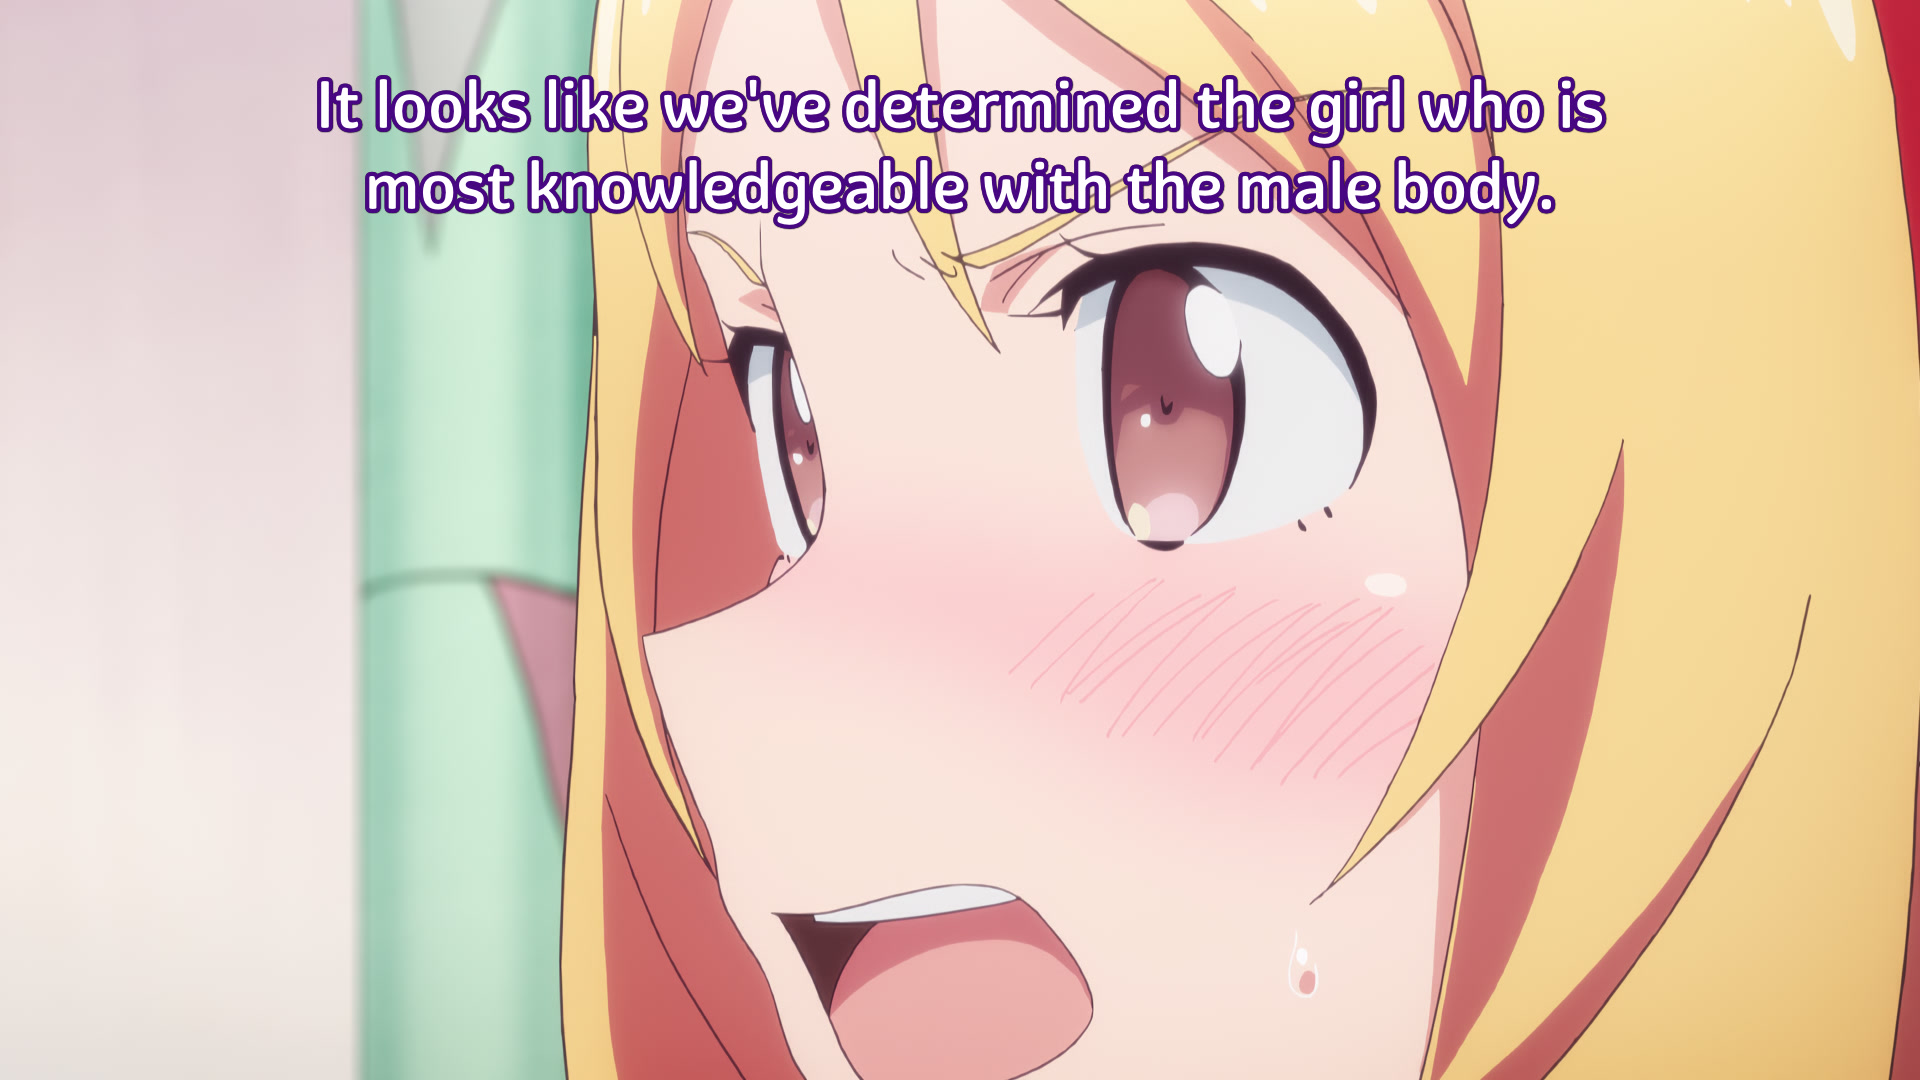 It looks like we've determined the girl who is
most knowledgeable with the male body.